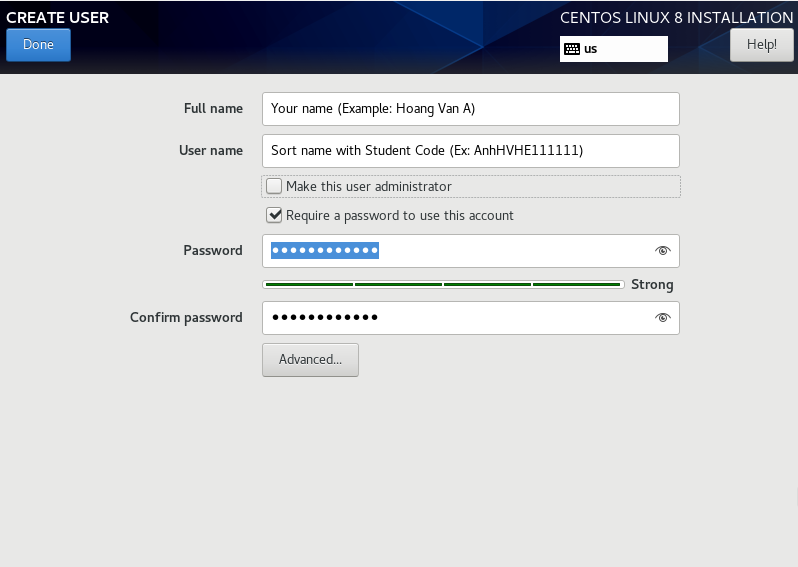 CREATE USER
CENTOS LINUX 8 INSTALLATION
Done
us
Help!
Full name
Your name (Example: Hoang Van A)
User name
Sort name with Student Code (Ex: AnhHVHE111111)
Make this user administrator
Require a password to use this account
Password
●●●●●●●●●●●●
Strong
Confirm password
●●●●●●●●●●●●
Advanced...